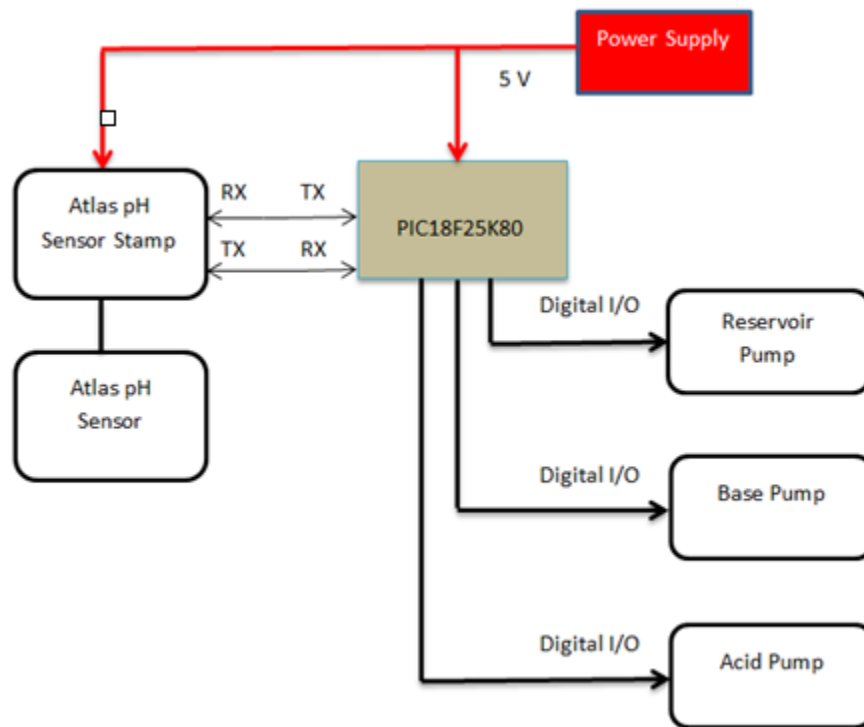 Power Supply
5 V
Atlas pH
Sensor Stamp
RX
TX
TX
RX
PIC18F25K80
Atlas pH
Sensor
Digital I/O
Reservoir
Pump
Digital I/O
Base Pump
Digital I/O
Acid Pump